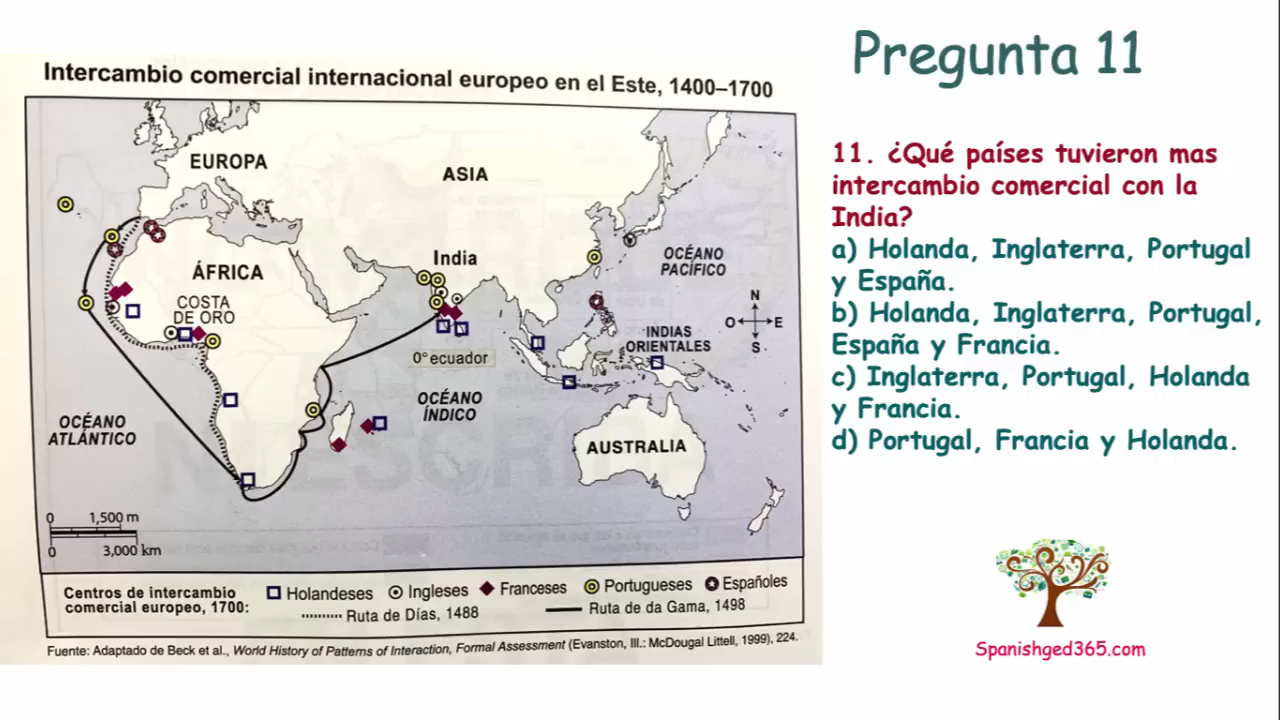 Intercambio comercial internacional europeo en el Este, 1400–1700
EUROPA
ASIA
ÁFRICA
COSTA
DE ORO
India
OCÉANO
PACÍFICO
N
O
E
S
INDIAS
ORIENTALES
0° ecuador
OCÉANO
ÍNDICO
OCÉANO
ATLÁNTICO
AUSTRALIA
0 1,500 m
0 3,000 km
Centros de intercambio
comercial europeo, 1700:
Holandeses
Ingleses
Franceses
Portugueses
Españoles
Ruta de Días, 1488
Ruta de da Gama, 1498
Fuente: Adaptado de Beck et al., World History of Patterns of Interaction, Formal Assessment (Evanston, Ill.: McDougal Littell, 1999), 224.
Pregunta 11
11. ¿Qué países tuvieron mas
intercambio comercial con la
India?
a) Holanda, Inglaterra, Portugal
y España.
b) Holanda, Inglaterra, Portugal,
España y Francia.
c) Inglaterra, Portugal, Holanda
y Francia.
d) Portugal, Francia y Holanda.
Spanishged365.com